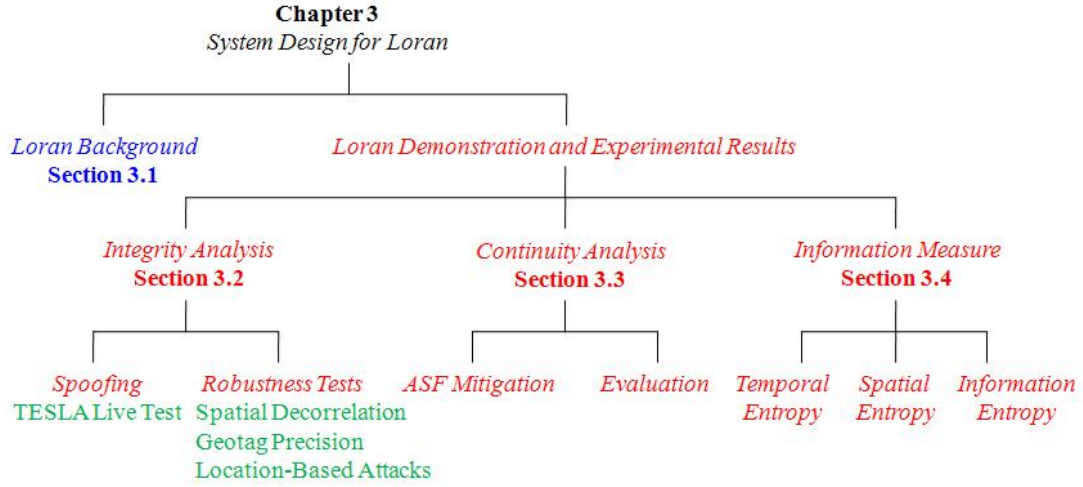 Chapter 3
System Design for Loran
Loran Background
Section 3.1
Loran Demonstration and Experimental Results
Integrity Analysis
Section 3.2
Continuity Analysis
Section 3.3
Information Measure
Section 3.4
Spoofing
TESLA Live Test
Robustness Tests
Spatial Decorrelation
Geotag Precision
Location-Based Attacks
ASF Mitigation
Evaluation
Temporal
Entropy
Spatial
Entropy
Information
Entropy